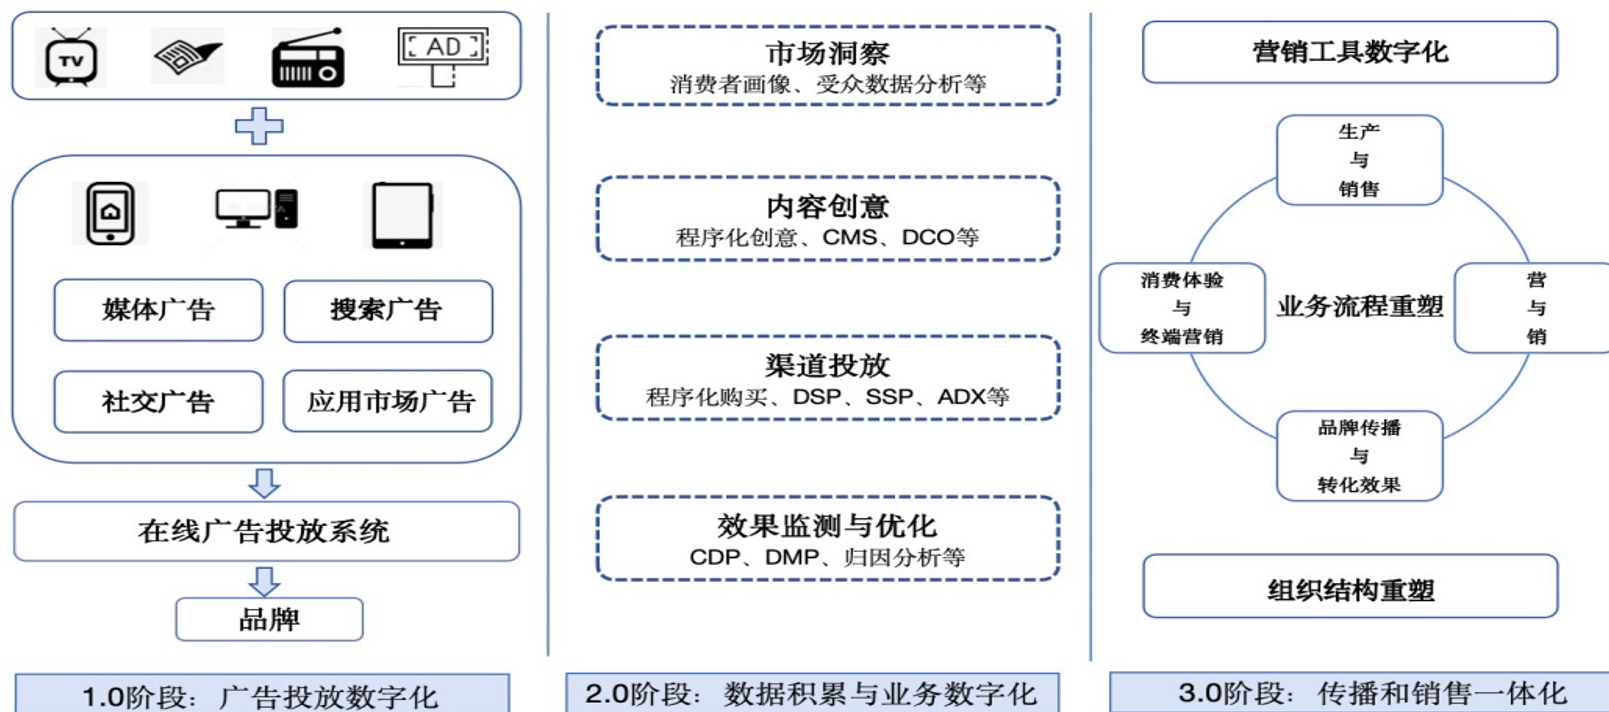 TV
AD
媒体广告
搜索广告
社交广告
应用市场广告
在线广告投放系统
品牌
1.0阶段：广告投放数字化
市场洞察
消费者画像、受众数据分析等
内容创意
程序化创意、CMS、DCO等
渠道投放
程序化购买、DSP、SSP、ADX等
效果监测与优化
CDP、DMP、归因分析等
2.0阶段：数据积累与业务数字化
营销工具数字化
生产
与
销售
消费体验
与
终端营销
业务流程重塑
营
与
销
品牌传播
与
转化效果
组织结构重塑
3.0阶段：传播和销售一体化